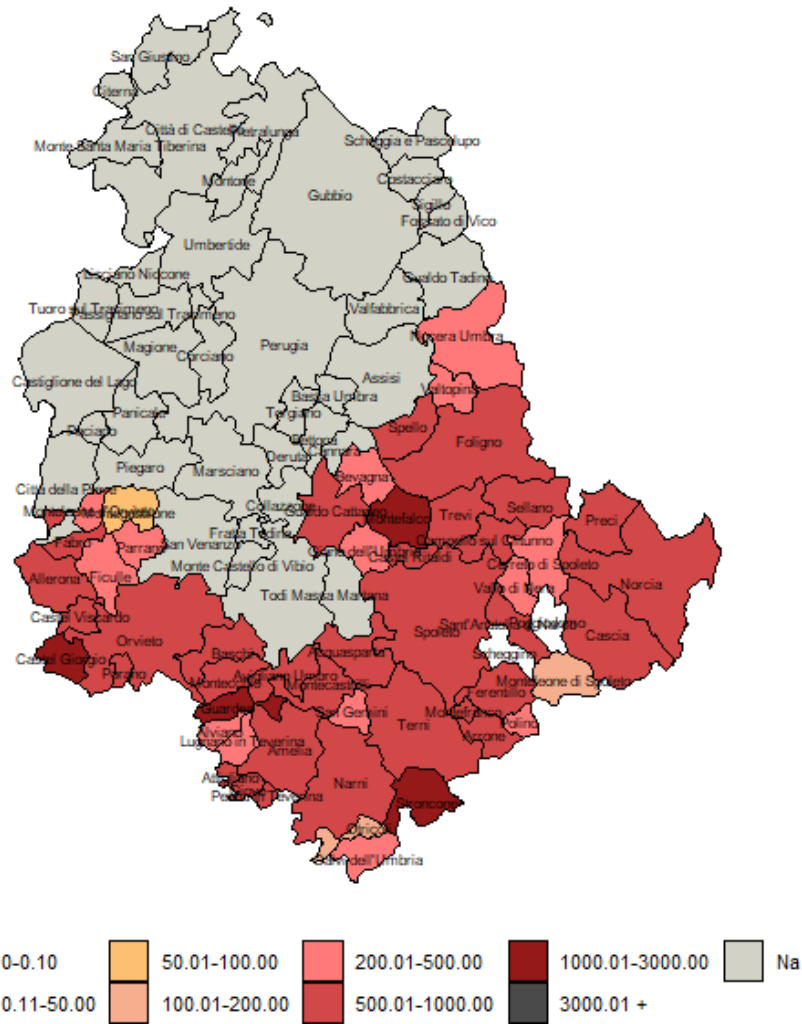 San Giustino
Citerna
Città di Castello
Pietralunga
Monte Santa Maria Tiberina
Scheggia e Pascelupo
Montone
Costacciaro
Gubbio
Sigillo
Fossato di Vico
Umbertide
Lisciano Niccone
Gualdo Tadino
Tuoro sul Trasimeno
Passignano sul Trasimeno
Valfabbrica
Nocera Umbra
Magione
Corciano
Perugia
Castiglione del Lago
Assisi
Valtopina
Bastia Umbra
Panicale
Torgiano
Spello
Paciano
Bettona
Foligno
Cannara
Piegaro
Marsciano
Deruta
Bevagna
Città della Pieve
Collazzone
Gualdo Cattaneo
Sellano
Montefalco
Trevi
Preci
Fratta Todina
Fabro
Parrano
San Venanzo
Campello sul Clitunno
Castel Ritaldi
Cerreto di Spoleto
Monte Castello di Vibio
Allerona
Ficulle
Vallo di Nera
Norcia
Todi
Massa Martana
Castel Viscardo
Orvieto
Spoleto
Cascia
Baschi
Acquasparta
Scheggino
Castel Giorgio
Porano
Avigliano Umbro
Montecchio
Montecastrilli
Monteleone di Spoleto
Ferentillo
Guardea
San Gemini
Montefranco
Polino
Alviano
Terni
Arrone
Lugnano in Teverina
Amelia
Attigliano
Giove
Narni
Penna in Teverina
Stroncone
Otricoli
Calvi dell'Umbria
0-0.10
50.01-100.00
200.01-500.00
1000.01-3000.00
Na
0.11-50.00
100.01-200.00
500.01-1000.00
3000.01 +